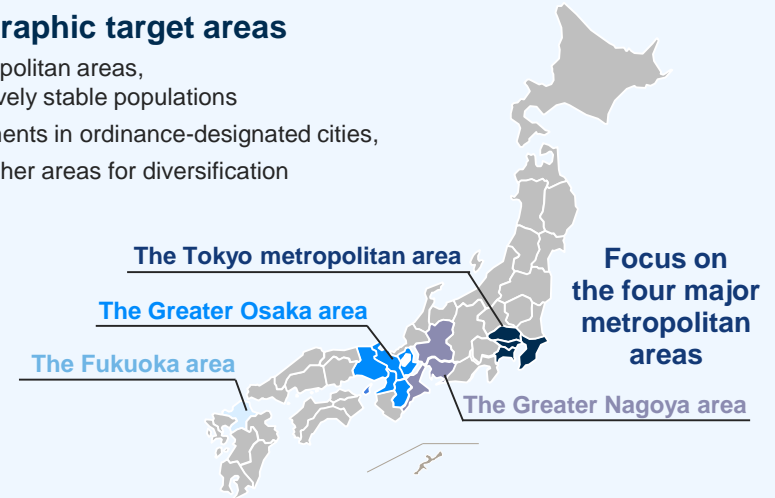 raphic target areas
politan areas,
vely stable populations
nents in ordinance-designated cities,
her areas for diversification
The Tokyo metropolitan area
Focus on
the four major
metropolitan
areas
The Greater Osaka area
The Fukuoka area
The Greater Nagoya area